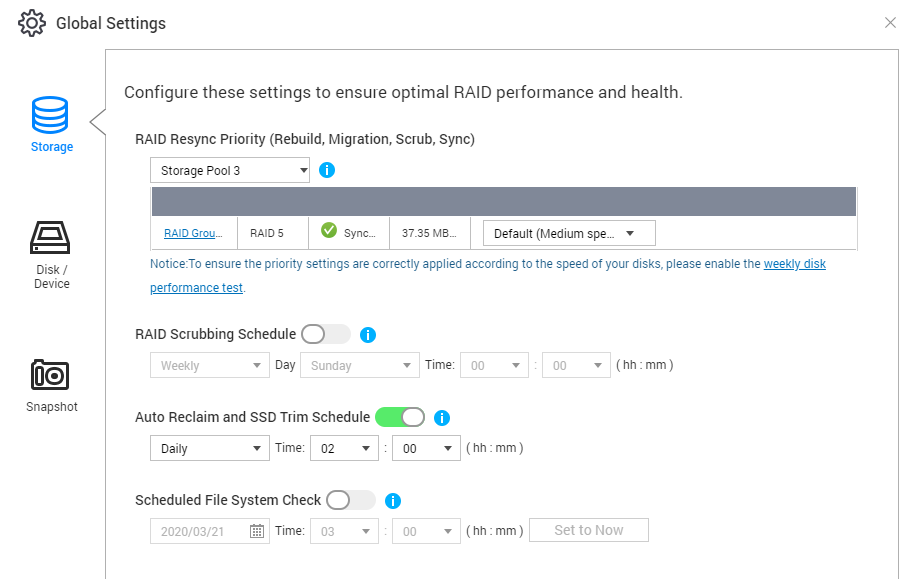 Global Settings
Configure these settings to ensure optimal RAID performance and health.
Storage
RAID Resync Priority (Rebuild, Migration, Scrub, Sync)
Storage Pool 3
RAID Grou... RAID 5 Sync... 37.35 MB... Default (Medium spe...
Notice:To ensure the priority settings are correctly applied according to the speed of your disks, please enable the weekly disk
performance test.
Disk /
Device
RAID Scrubbing Schedule
Weekly Day Sunday Time: 00 : 00 ( hh : mm )
Snapshot
Auto Reclaim and SSD Trim Schedule
Daily Time: 02 : 00 ( hh : mm )
Scheduled File System Check
2020/03/21 Time: 03 : 00 ( hh : mm ) Set to Now